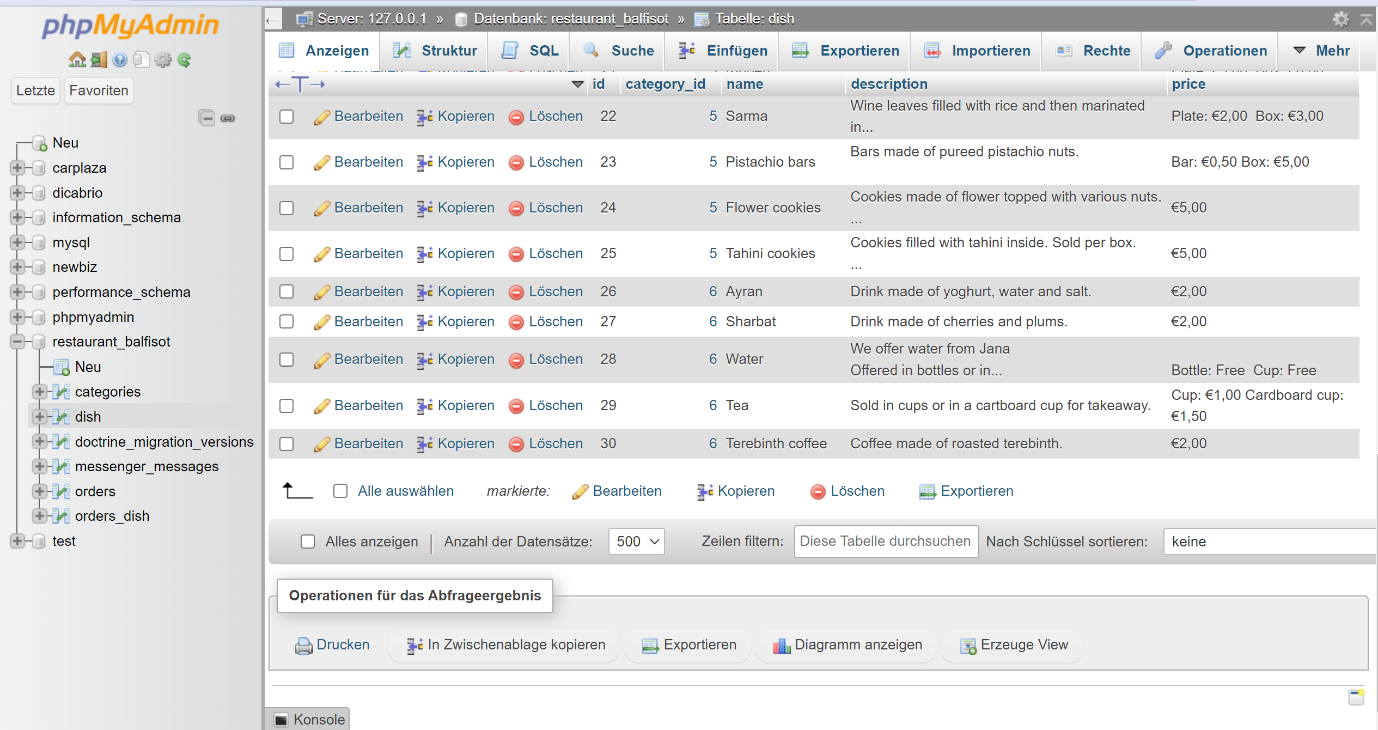 phpMyAdmin
Letzte Favoriten
Neu
carplaza
dicabrio
information_schema
mysql
newbiz
performance_schema
phpmyadmin
restaurant_balfisot
Neu
categories
dish
doctrine_migration_versions
messenger_messages
orders
orders_dish
test
Server: 127.0.0.1 » Datenbank: restaurant_balfisot » Tabelle: dish
Anzeigen Struktur SQL Suche Einfügen Exportieren Importieren Rechte Operationen Mehr
id category_id name description price
Bearbeiten Kopieren Löschen 22 5 Sarma Wine leaves filled with rice and then marinated Plate: €2,00 Box: €3,00
in...
Bearbeiten Kopieren Löschen 23 5 Pistachio bars Bars made of pureed pistachio nuts. Bar: €0,50 Box: €5,00
Bearbeiten Kopieren Löschen 24 5 Flower cookies Cookies made of flower topped with various nuts. €5,00
...
Bearbeiten Kopieren Löschen 25 5 Tahini cookies Cookies filled with tahini inside. Sold per box. €5,00
...
Bearbeiten Kopieren Löschen 26 6 Ayran Drink made of yoghurt, water and salt. €2,00
Bearbeiten Kopieren Löschen 27 6 Sharbat Drink made of cherries and plums. €2,00
Bearbeiten Kopieren Löschen 28 6 Water We offer water from Jana
Offered in bottles or in... Bottle: Free Cup: Free
Bearbeiten Kopieren Löschen 29 6 Tea Sold in cups or in a cartboard cup for takeaway. Cup: €1,00 Cardboard cup:
€1,50
Bearbeiten Kopieren Löschen 30 6 Terebinth coffee Coffee made of roasted terebinth. €2,00
Alle auswählen markierte: Bearbeiten Kopieren Löschen Exportieren
Alles anzeigen Anzahl der Datensätze: 500 Zeilen filtern: Diese Tabelle durchsuchen Nach Schlüssel sortieren: keine
Operationen für das Abfrageergebnis
Drucken In Zwischenablage kopieren Exportieren Diagramm anzeigen Erzeuge View
Konsole